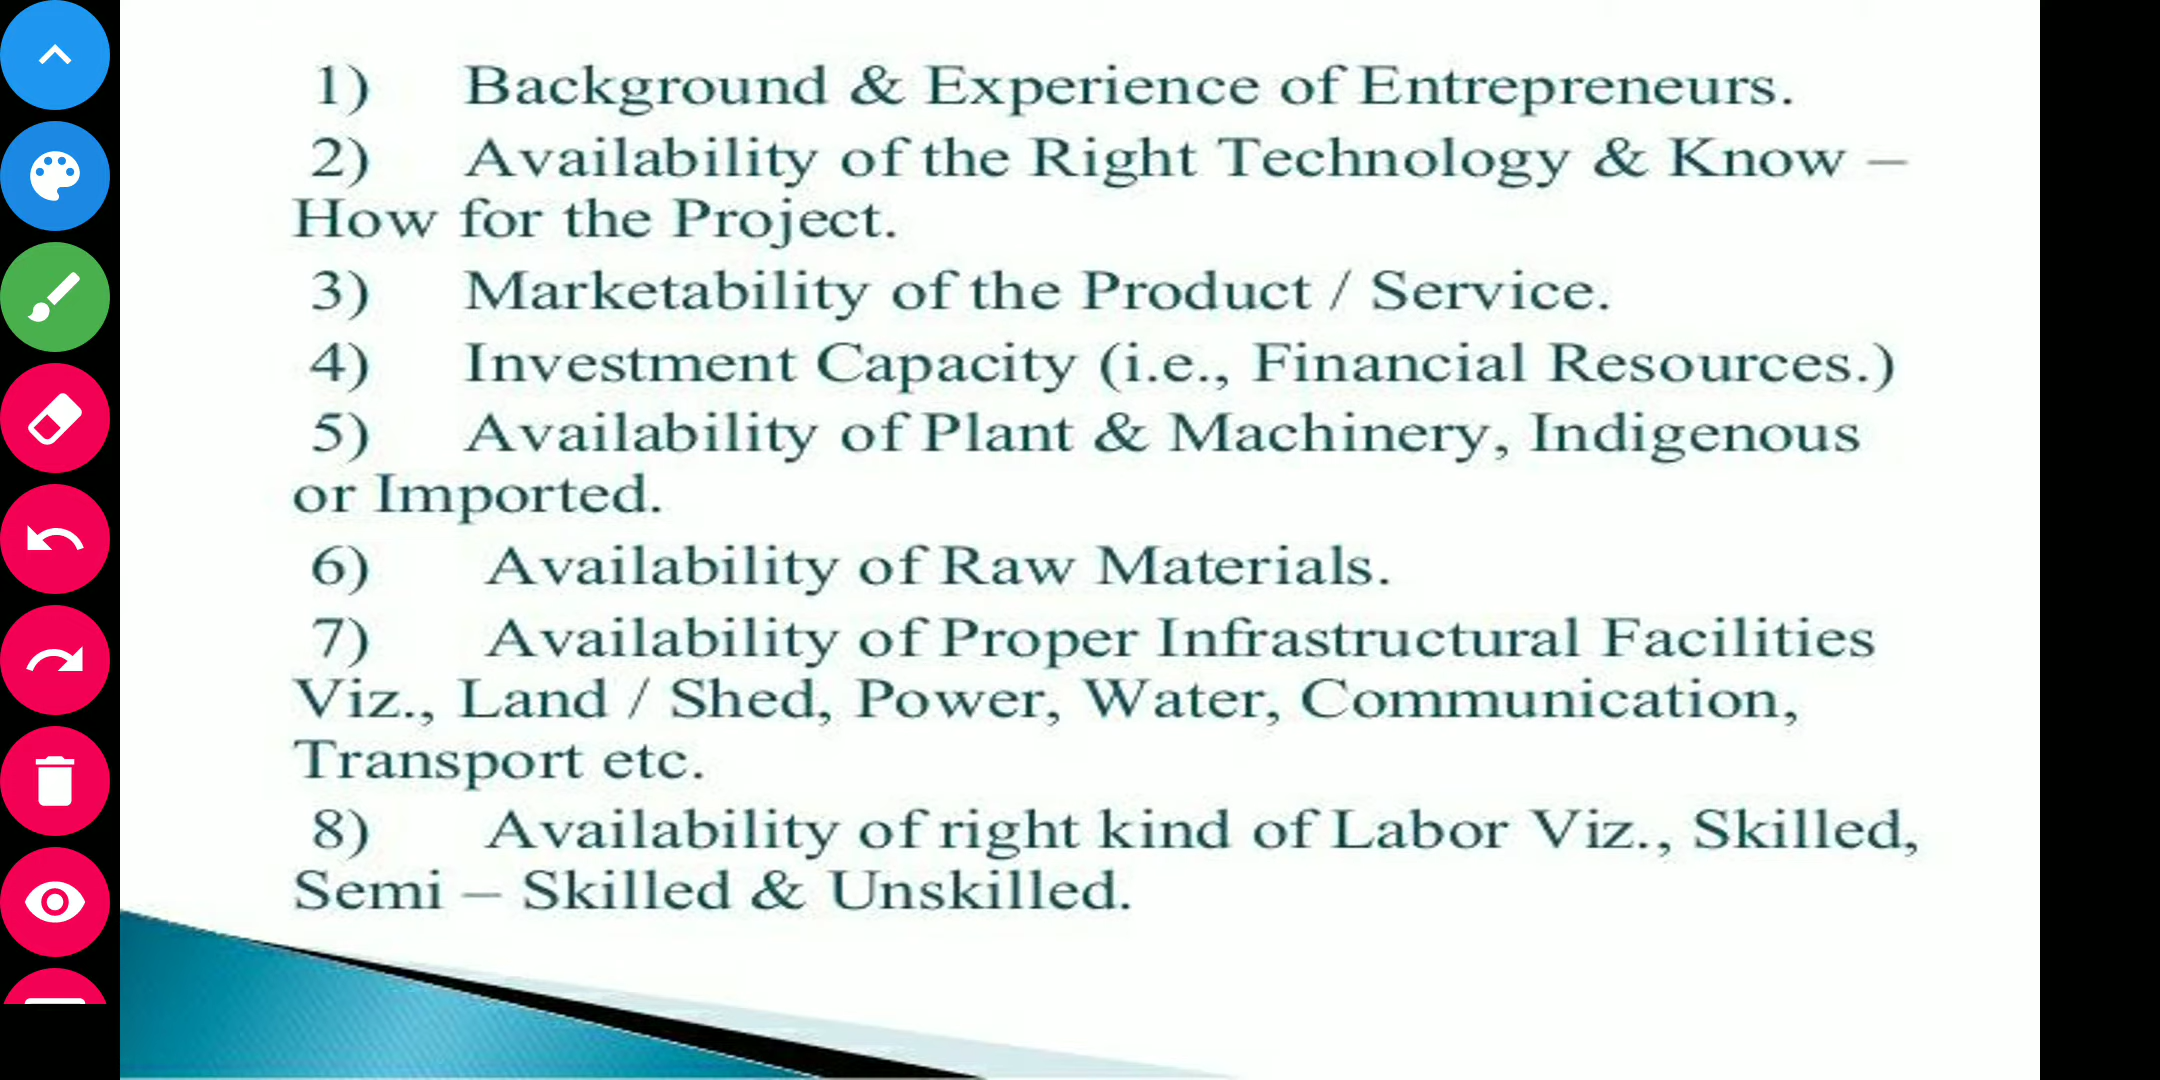 1) Background & Experience of Entrepreneurs.
2) Availability of the Right Technology & Know –
How for the Project.
3) Marketability of the Product / Service.
4) Investment Capacity (i.e., Financial Resources.)
5) Availability of Plant & Machinery, Indigenous
or Imported.
6) Availability of Raw Materials.
7) Availability of Proper Infrastructural Facilities
Viz., Land / Shed, Power, Water, Communication,
Transport etc.
8) Availability of right kind of Labor Viz., Skilled,
Semi – Skilled & Unskilled.